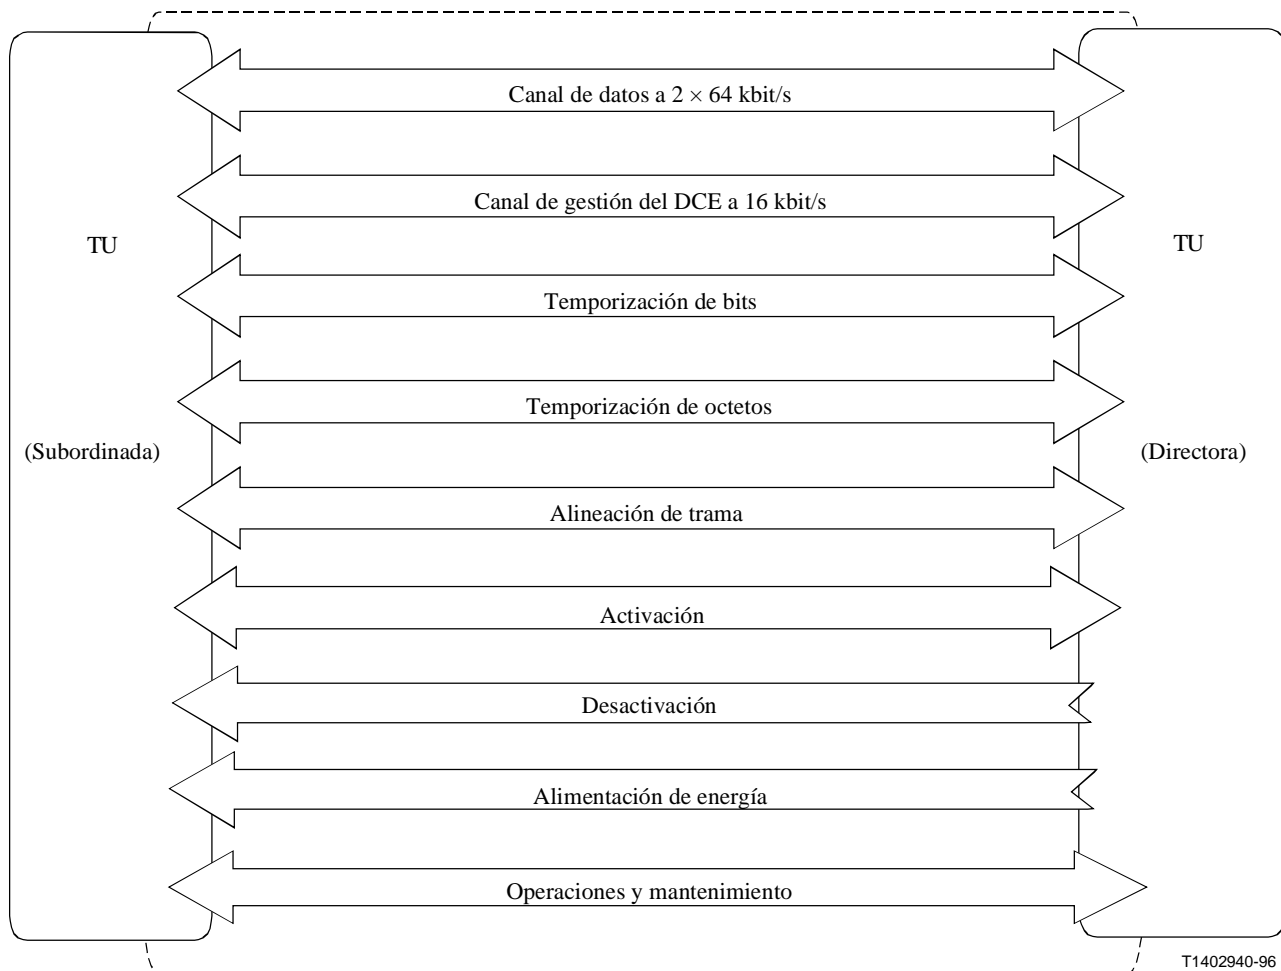 Canal de datos a 2 × 64 kbit/s
Canal de gestión del DCE a 16 kbit/s
TU
TU
Temporización de bits
Temporización de octetos
(Subordinada)
(Directora)
Alineación de trama
Activación
Desactivación
Alimentación de energía
Operaciones y mantenimiento
T1402940-96